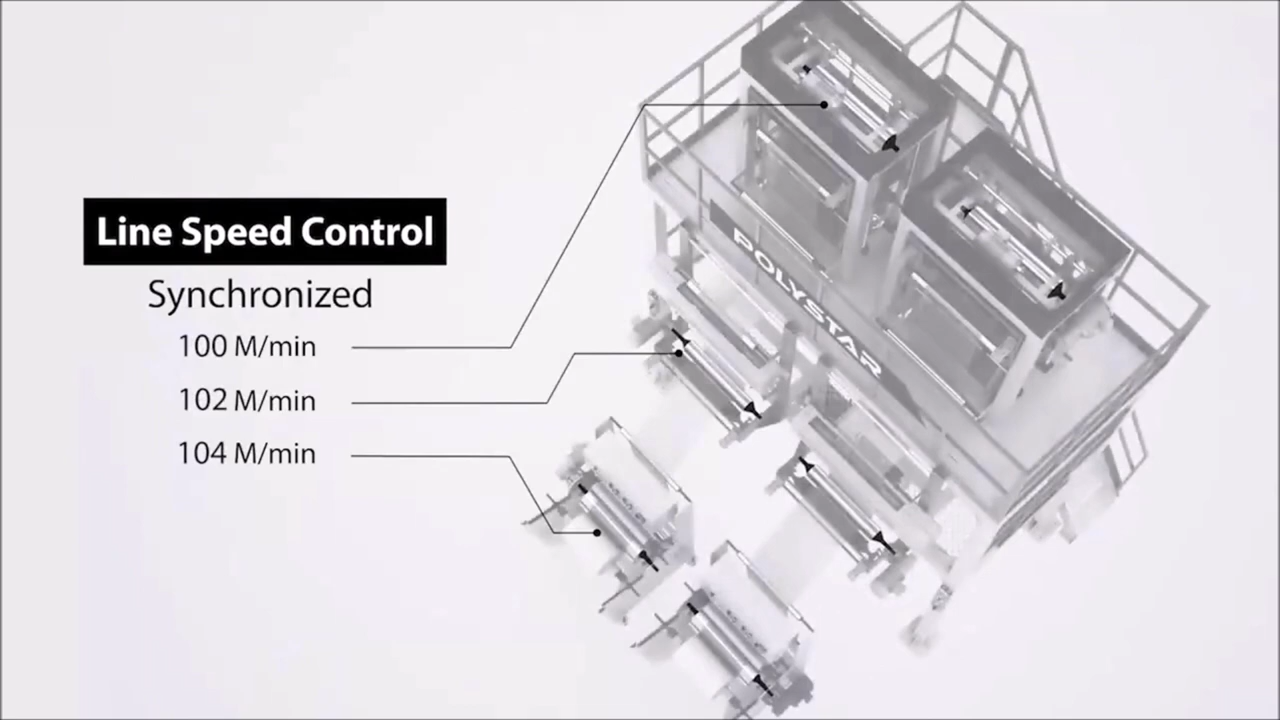 Line Speed Control
Synchronized
100 M/min
102 M/min
104 M/min
POLYSTAR